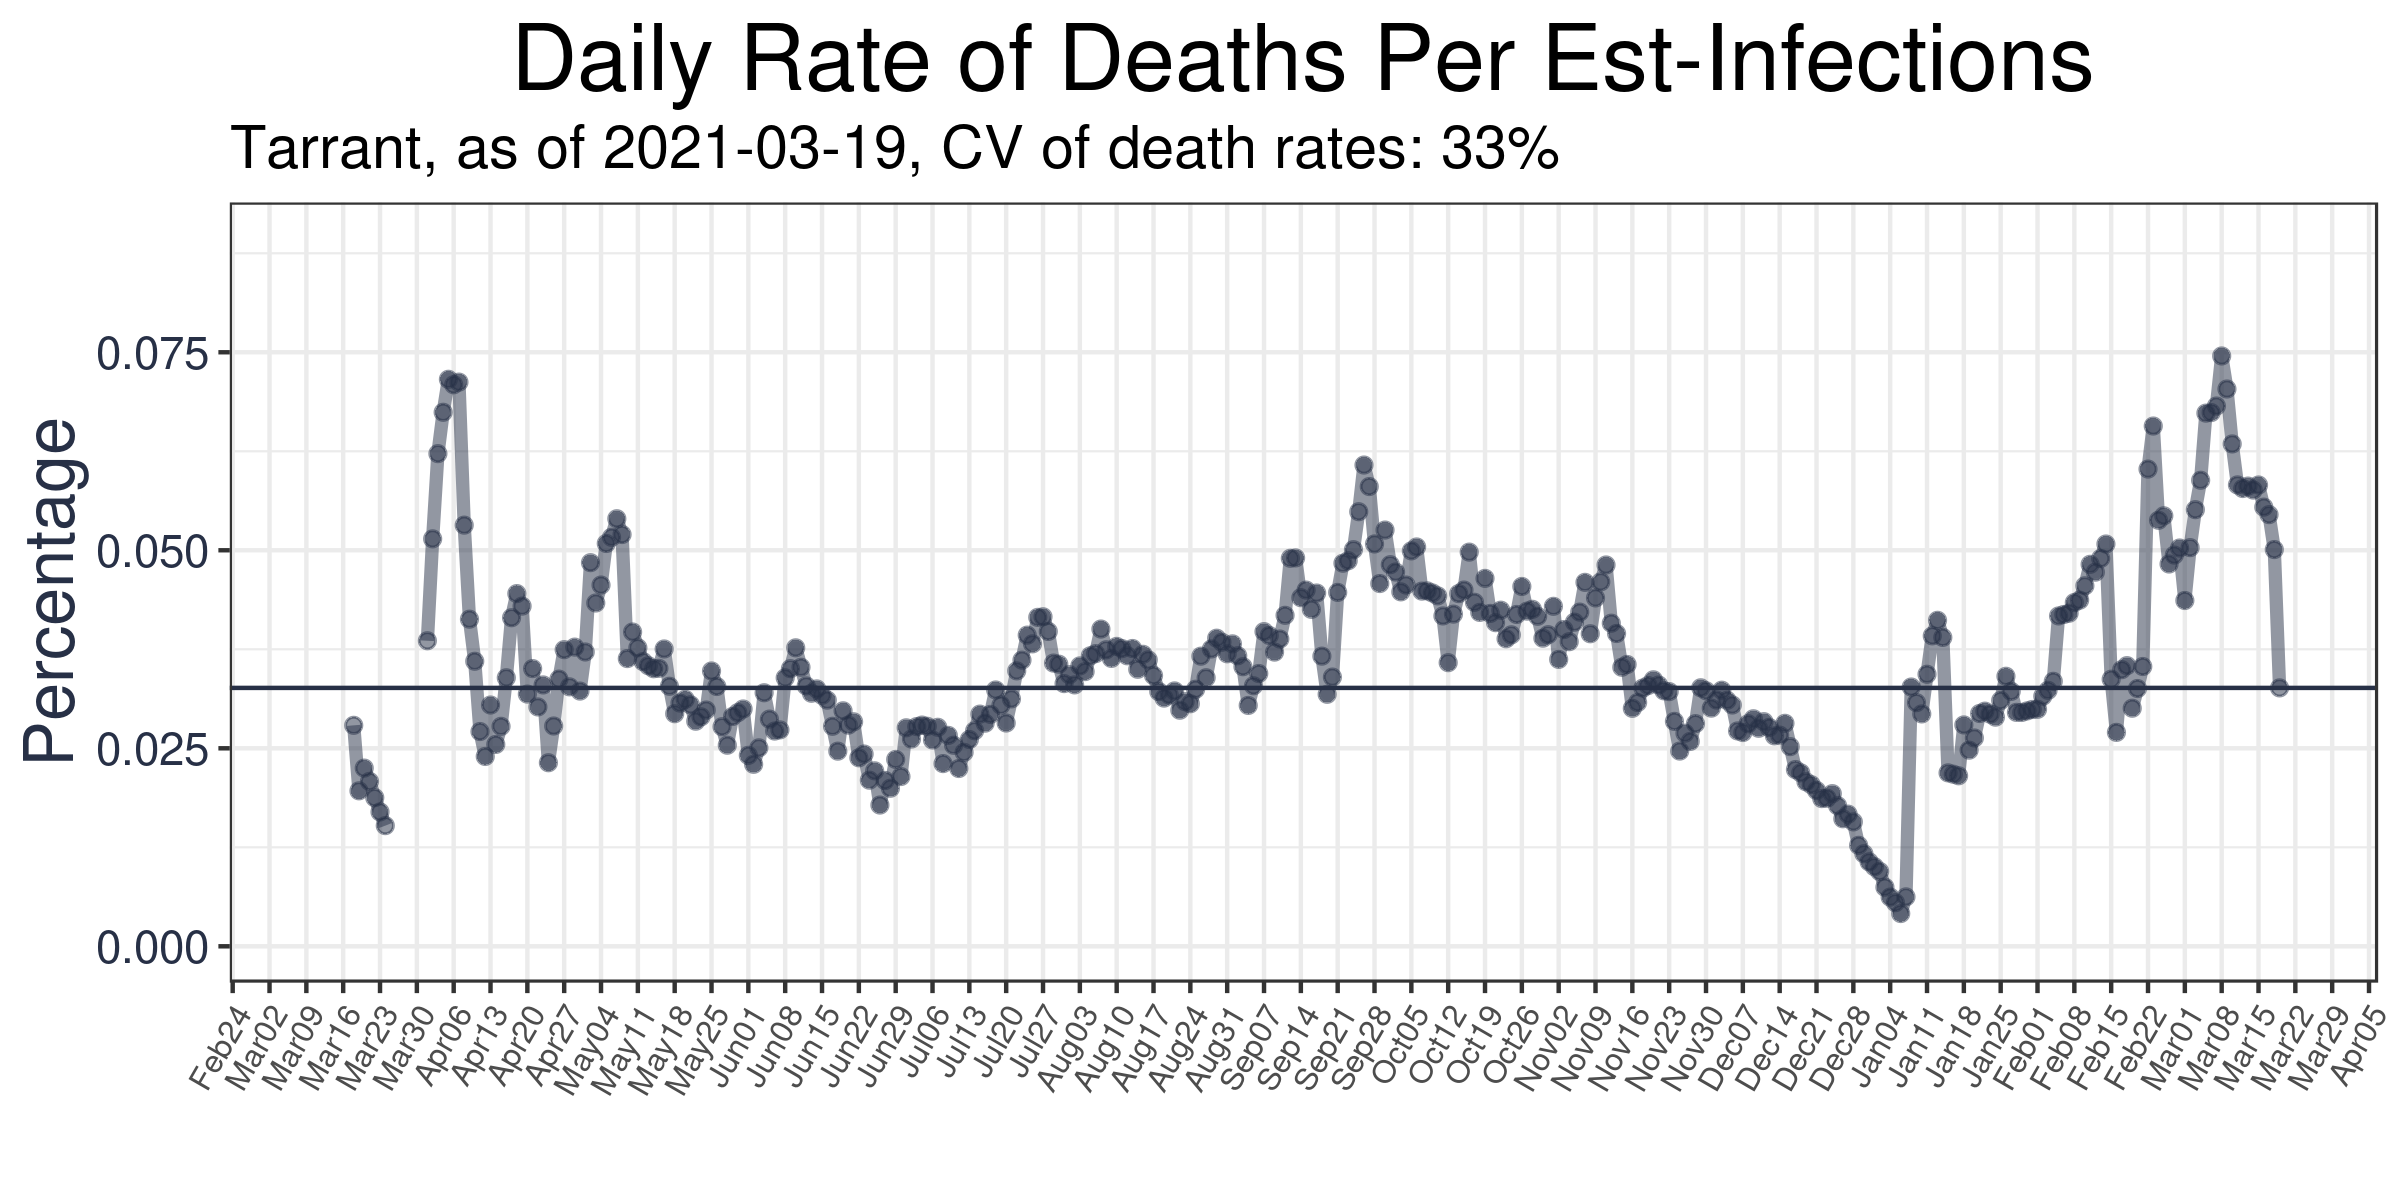 Daily Rate of Deaths Per Est-Infections
Tarrant, as of 2021-03-19, CV of death rates: 33%
Percentage
0.075
0.050
0.025
0.000
Feb24
Mar02
Mar09
Mar16
Mar23
Mar30
Apr06
Apr13
Apr20
Apr27
May04
May11
May18
May25
Jun01
Jun08
Jun15
Jun22
Jun29
Jul06
Jul13
Jul20
Jul27
Aug03
Aug10
Aug17
Aug24
Aug31
Sep07
Sep14
Sep21
Sep28
Oct05
Oct12
Oct19
Oct26
Nov02
Nov09
Nov16
Nov23
Nov30
Dec07
Dec14
Dec21
Dec28
Jan04
Jan11
Jan18
Jan25
Feb01
Feb08
Feb15
Feb22
Mar01
Mar08
Mar15
Mar22
Mar29
Apr05